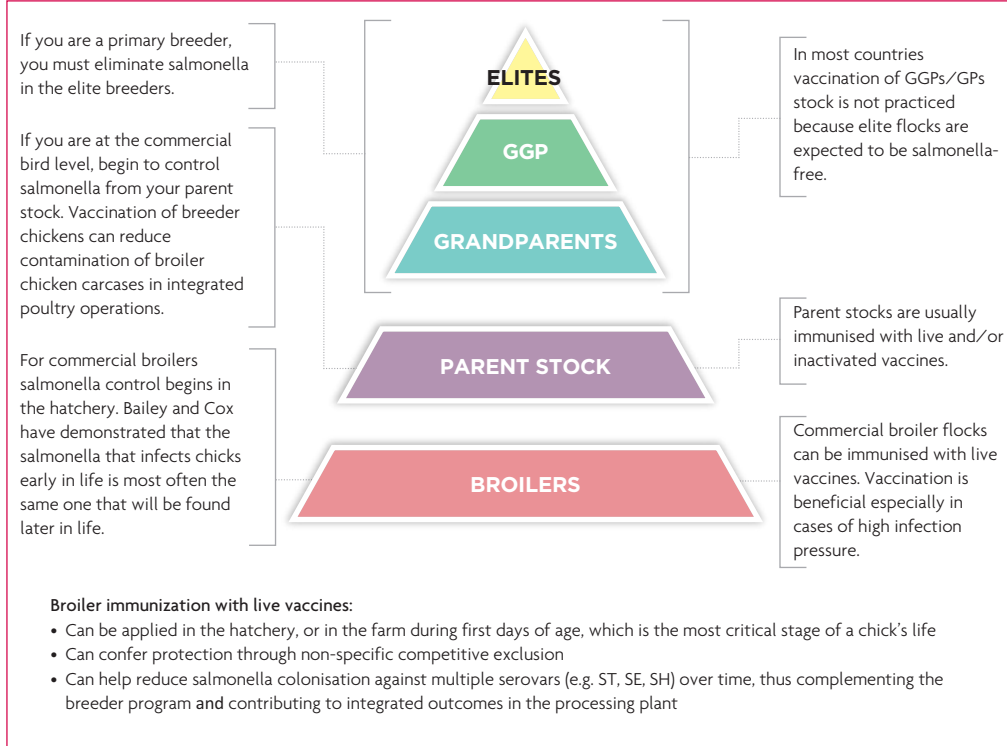 If you are a primary breeder,
you must eliminate salmonella
in the elite breeders.
If you are at the commercial
bird level, begin to control
salmonella from your parent
stock. Vaccination of breeder
chickens can reduce
contamination of broiler
chicken carcases in integrated
poultry operations.
For commercial broilers
salmonella control begins in
the hatchery. Bailey and Cox
have demonstrated that the
salmonella that infects chicks
early in life is most often the
same one that will be found
later in life.
ELITES
GGP
GRANDPARENTS
PARENT STOCK
BROILERS
In most countries
vaccination of GGPs/GPs
stock is not practiced
because elite flocks are
expected to be salmonella-
free.
Parent stocks are usually
immunised with live and/or
inactivated vaccines.
Commercial broiler flocks
can be immunised with live
vaccines. Vaccination is
beneficial especially in
cases of high infection
pressure.
Broiler immunization with live vaccines:
• Can be applied in the hatchery, or in the farm during first days of age, which is the most critical stage of a chick's life
• Can confer protection through non-specific competitive exclusion
• Can help reduce salmonella colonisation against multiple serovars (e.g. ST, SE, SH) over time, thus complementing the
breeder program and contributing to integrated outcomes in the processing plant